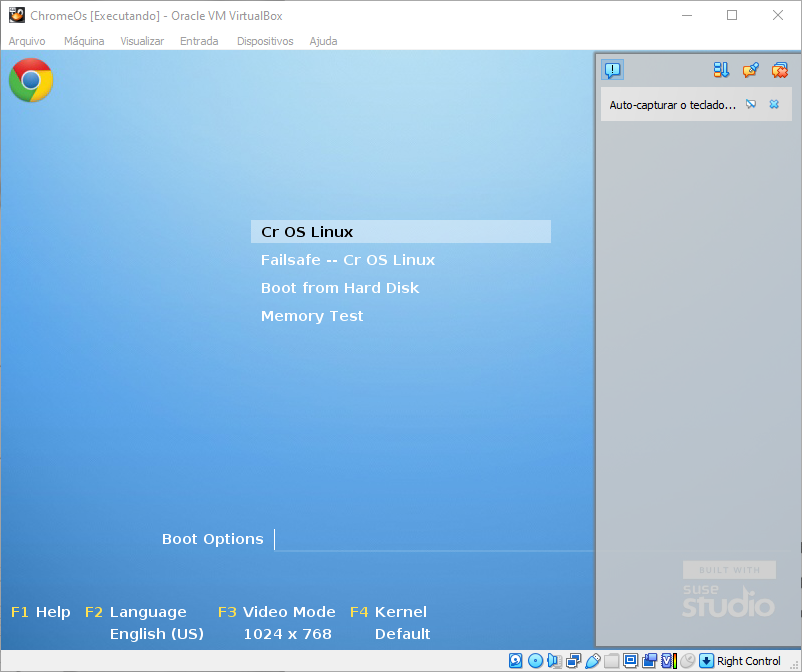 ChromeOs [Executando] - Oracle VM VirtualBox
Arquivo Máquina Visualizar Entrada Dispositivos Ajuda
Auto-capturar o teclado...
Cr OS Linux
Failsafe -- Cr OS Linux
Boot from Hard Disk
Memory Test
Boot Options
BUILT WITH
suse
studio
F1 Help F2 Language F3 Video Mode F4 Kernel
English (US) 1024 x 768 Default
Right Control